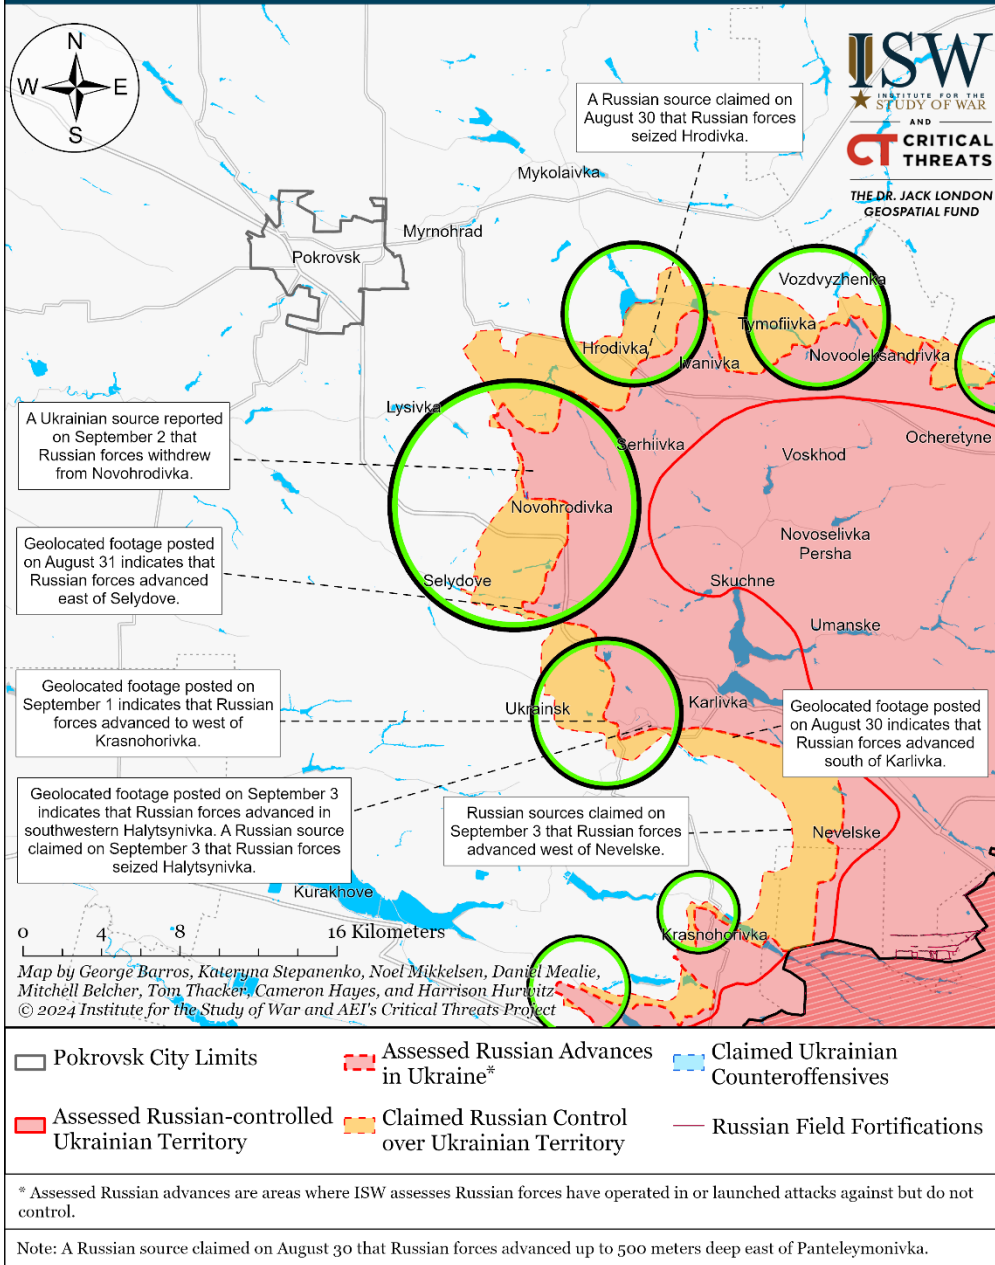 N
W
E
S
ISW
INSTITUTE FOR THE
STUDY OF WAR
AND
CT CRITICAL
THREATS
THE DR. JACK LONDON
GEOSPATIAL FUND
A Russian source claimed on
August 30 that Russian forces
seized Hrodivka.
Mykolaivka
Myrnohrad
Pokrovsk
Vozdvyzhenka
Tymofiivka
Hrodivka
Ivanivka
Novooleksandrivka
Lysivka
A Ukrainian source reported
on September 2 that
Russian forces withdrew
from Novohrodivka.
Serhiivka
Ocheretyne
Voskhod
Novohrodivka
Novoselivka
Persha
Geolocated footage posted
on August 31 indicates that
Russian forces advanced
east of Selydove.
Selydove
Skuchne
Umanske
Geolocated footage posted on
September 1 indicates that Russian
forces advanced to west of
Krasnohorivka.
Ukrainsk
Karlivka
Geolocated footage posted
on August 30 indicates that
Russian forces advanced
south of Karlivka.
Geolocated footage posted on September 3
indicates that Russian forces advanced in
southwestern Halytsynivka. A Russian source
claimed on September 3 that Russian forces
seized Halytsynivka.
Russian sources claimed on
September 3 that Russian forces
advanced west of Nevelske.
Nevelske
Kurakhove
Krasnohorivka
0 4 8 16 Kilometers
Map by George Barros, Kateryna Stepanenko, Noel Mikkelsen, Daniel Mealie,
Mitchell Belcher, Tom Thacker, Cameron Hayes, and Harrison Hurwitz
© 2024 Institute for the Study of War and AEI's Critical Threats Project
Pokrovsk City Limits
Assessed Russian Advances
in Ukraine*
Claimed Ukrainian
Counteroffensives
Assessed Russian-controlled
Ukrainian Territory
Claimed Russian Control
over Ukrainian Territory
Russian Field Fortifications
* Assessed Russian advances are areas where ISW assesses Russian forces have operated in or launched attacks against but do not
control.
Note: A Russian source claimed on August 30 that Russian forces advanced up to 500 meters deep east of Panteleymonivka.